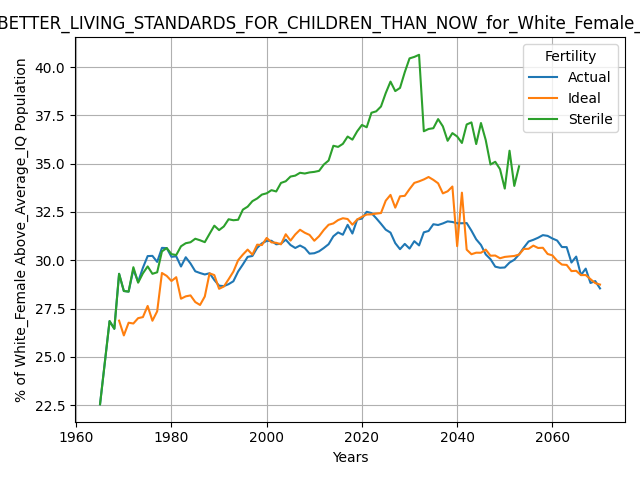 BETTER_LIVING_STANDARDS_FOR_CHILDREN_THAN_NOW_for_White_Female_
% of White_Female Above_Average_IQ Population
40.0
37.5
35.0
32.5
30.0
27.5
25.0
22.5
Fertility
Actual
Ideal
Sterile
1960 1980 2000 2020 2040 2060
Years